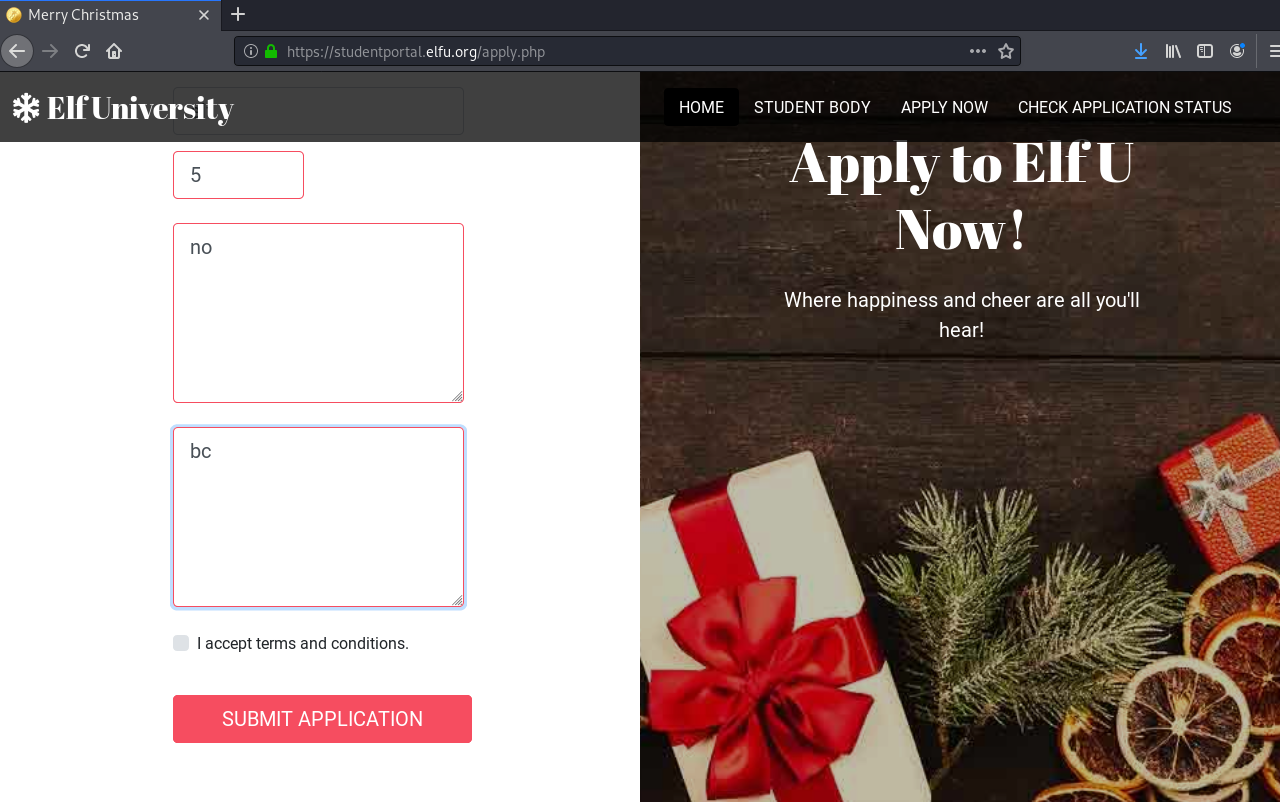 Merry Christmas
https://studentportal.elfu.org/apply.php
Elf University
HOME
STUDENT BODY
APPLY NOW
CHECK APPLICATION STATUS
5
no
bc
I accept terms and conditions.
SUBMIT APPLICATION
Apply to Elf U
Now!
Where happiness and cheer are all you'll
hear!